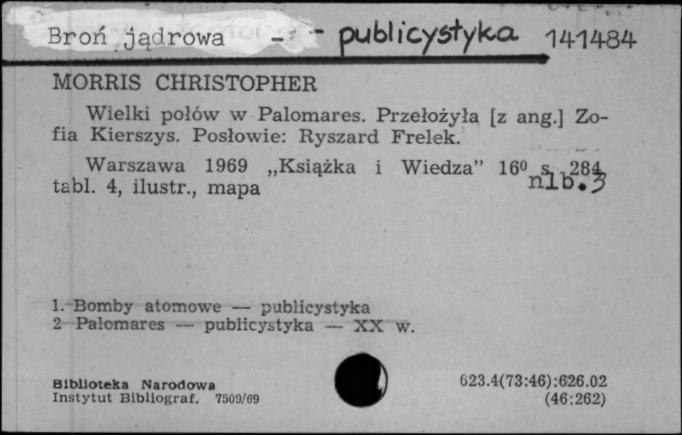 Broń jądrowa - - publicystyka 141484
MORRIS CHRISTOPHER
Wielki połów w Palomares. Przełożyła [z ang.] Zo-
fia Kierszys. Posłowie: Ryszard Frelek.
Warszawa 1969 „Książka i Wiedza” 16⁰ s. 284,
tabl. 4, ilustr., mapa nlb. 3
1. Bomby atomowe — publicystyka
2 Palomares — publicystyka — XX w.
Biblioteka Narodowa 623.4(73:46):626.02
Instytut Bibliograf. 7509/69 (46:262)